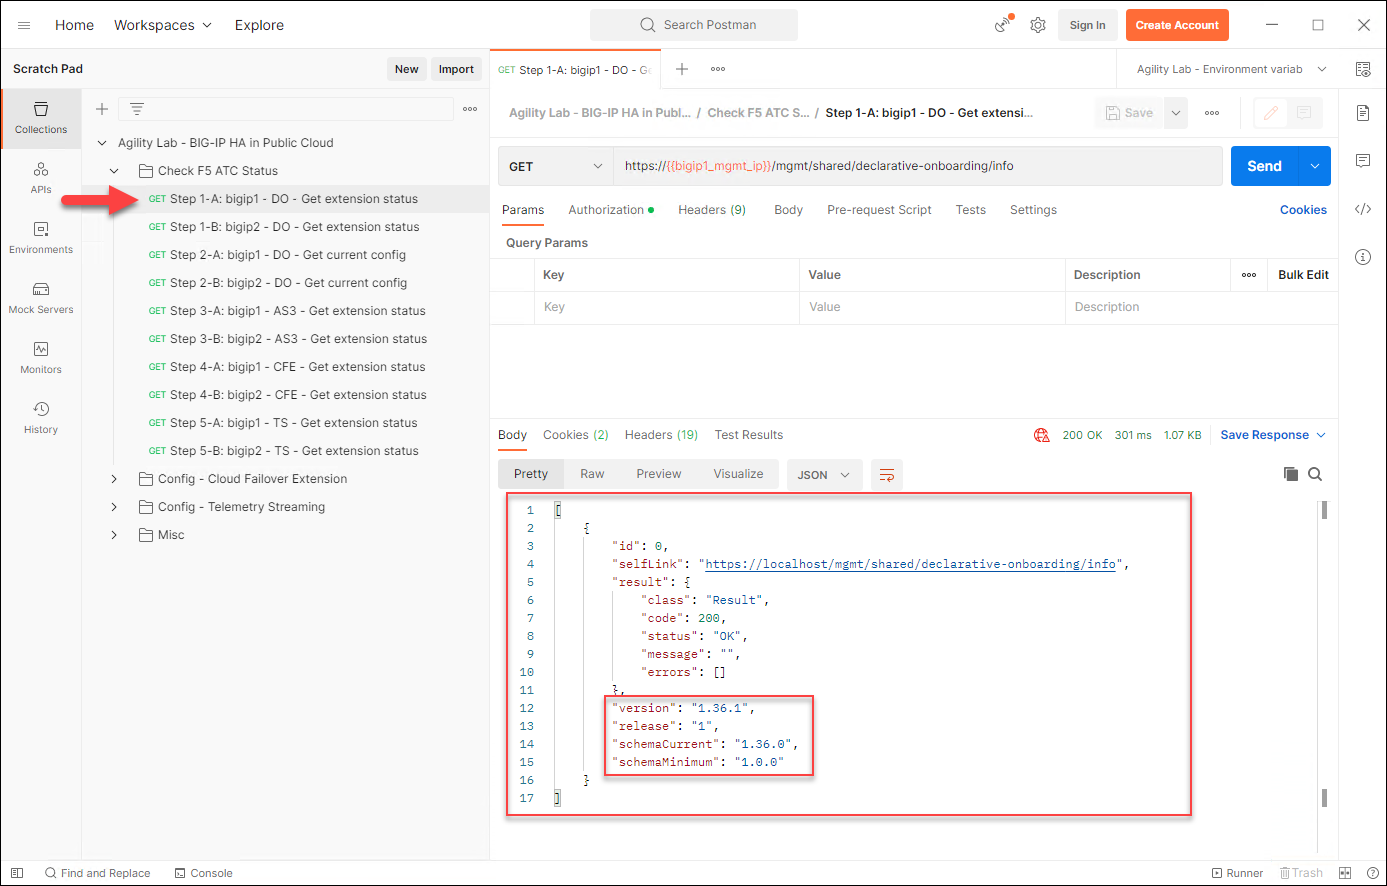 Home Workspaces Explore Search Postman Sign In Create Account
Scratch Pad New Import
GET Step 1-A: bigip1 - DO - Ge
Agility Lab - Environment variab
Collections
APIs
Environments
Mock Servers
Monitors
History
Agility Lab - BIG-IP HA in Public Cloud
Check F5 ATC Status
GET Step 1-A: bigip1 - DO - Get extension status
GET Step 1-B: bigip2 - DO - Get extension status
GET Step 2-A: bigip1 - DO - Get current config
GET Step 2-B: bigip2 - DO - Get current config
GET Step 3-A: bigip1 - AS3 - Get extension status
GET Step 3-B: bigip2 - AS3 - Get extension status
GET Step 4-A: bigip1 - CFE - Get extension status
GET Step 4-B: bigip2 - CFE - Get extension status
GET Step 5-A: bigip1 - TS - Get extension status
GET Step 5-B: bigip2 - TS - Get extension status
Config - Cloud Failover Extension
Config - Telemetry Streaming
Misc
Agility Lab - BIG-IP HA in Publ... / Check F5 ATC S... / Step 1-A: bigip1 - DO - Get extensi... Save
GET https://{{bigip1_mgmt_ip}}/mgmt/shared/declarative-onboarding/info Send
Params Authorization Headers (9) Body Pre-request Script Tests Settings Cookies
Query Params
Key Value Description Bulk Edit
Key Value Description
Body Cookies (2) Headers (19) Test Results 200 OK 301 ms 1.07 KB Save Response
Pretty Raw Preview Visualize JSON
1 [
2 {
3 "id": 0,
4 "selfLink": "https://localhost/mgmt/shared/declarative-onboarding/info",
5 "result": {
6 "class": "Result",
7 "code": 200,
8 "status": "OK",
9 "message": "",
10 "errors": []
11 },
12 "version": "1.36.1",
13 "release": "1",
14 "schemaCurrent": "1.36.0",
15 "schemaMinimum": "1.0.0"
16 }
17 ]
Find and Replace Console Runner Trash